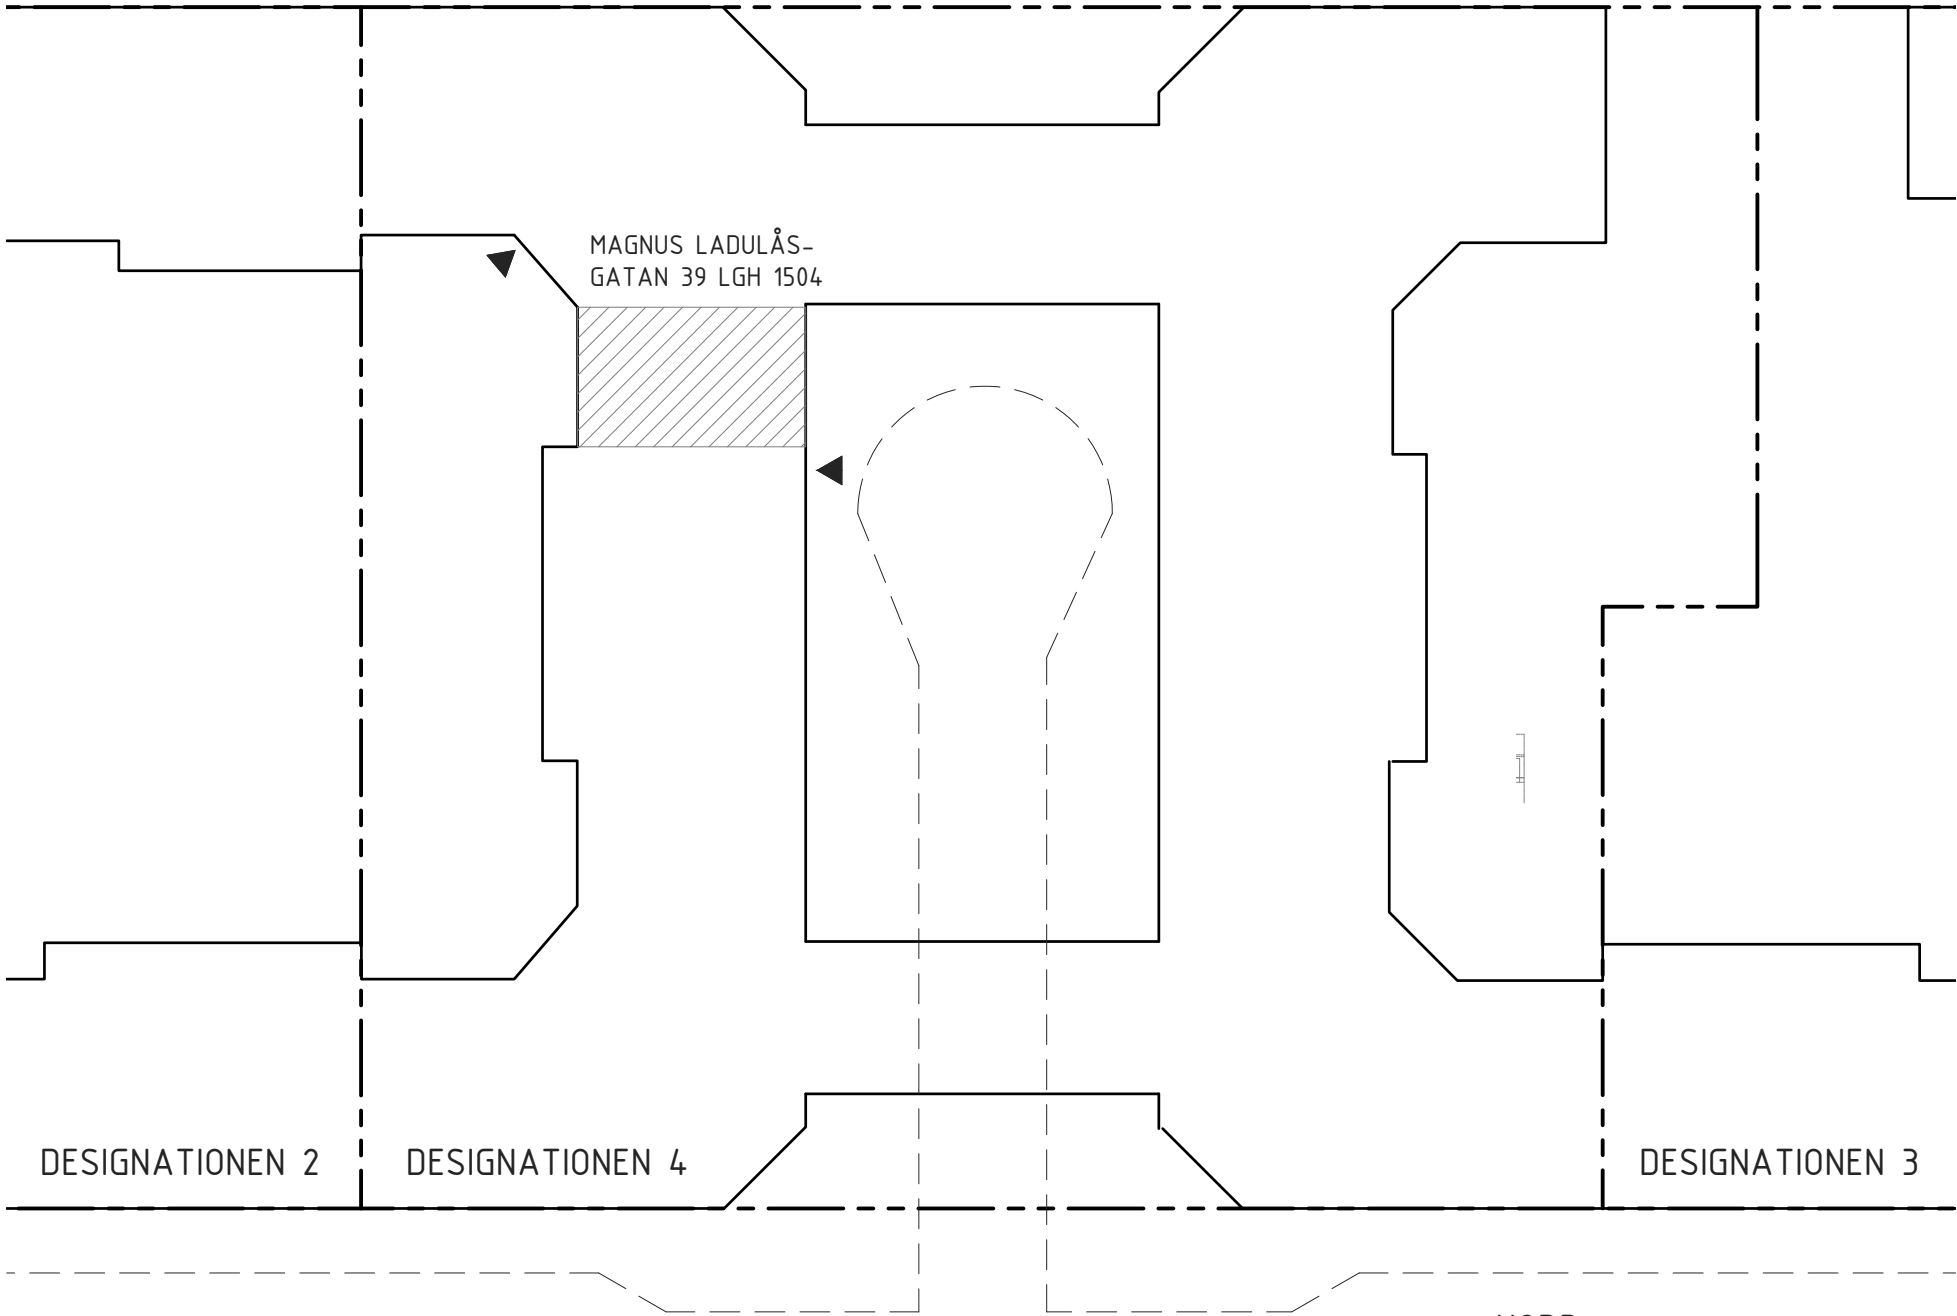 MAGNUS LADULÅS-
GATAN 39 LGH 1504
DESIGNATIONEN 2
DESIGNATIONEN 4
DESIGNATIONEN 3